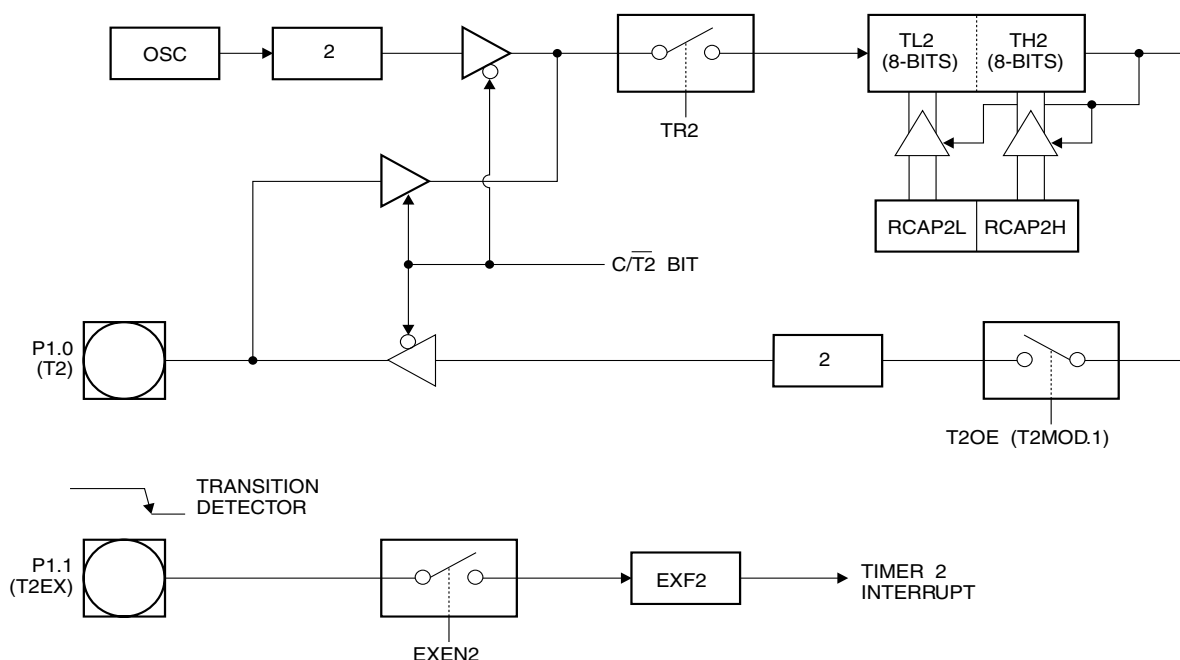 OSC
2
TR2
TL2
(8-BITS)
TH2
(8-BITS)
RCAP2L
RCAP2H
C/T2 BIT
P1.0
(T2)
2
T2OE (T2MOD.1)
TRANSITION
DETECTOR
P1.1
(T2EX)
EXF2
TIMER 2
INTERRUPT
EXEN2